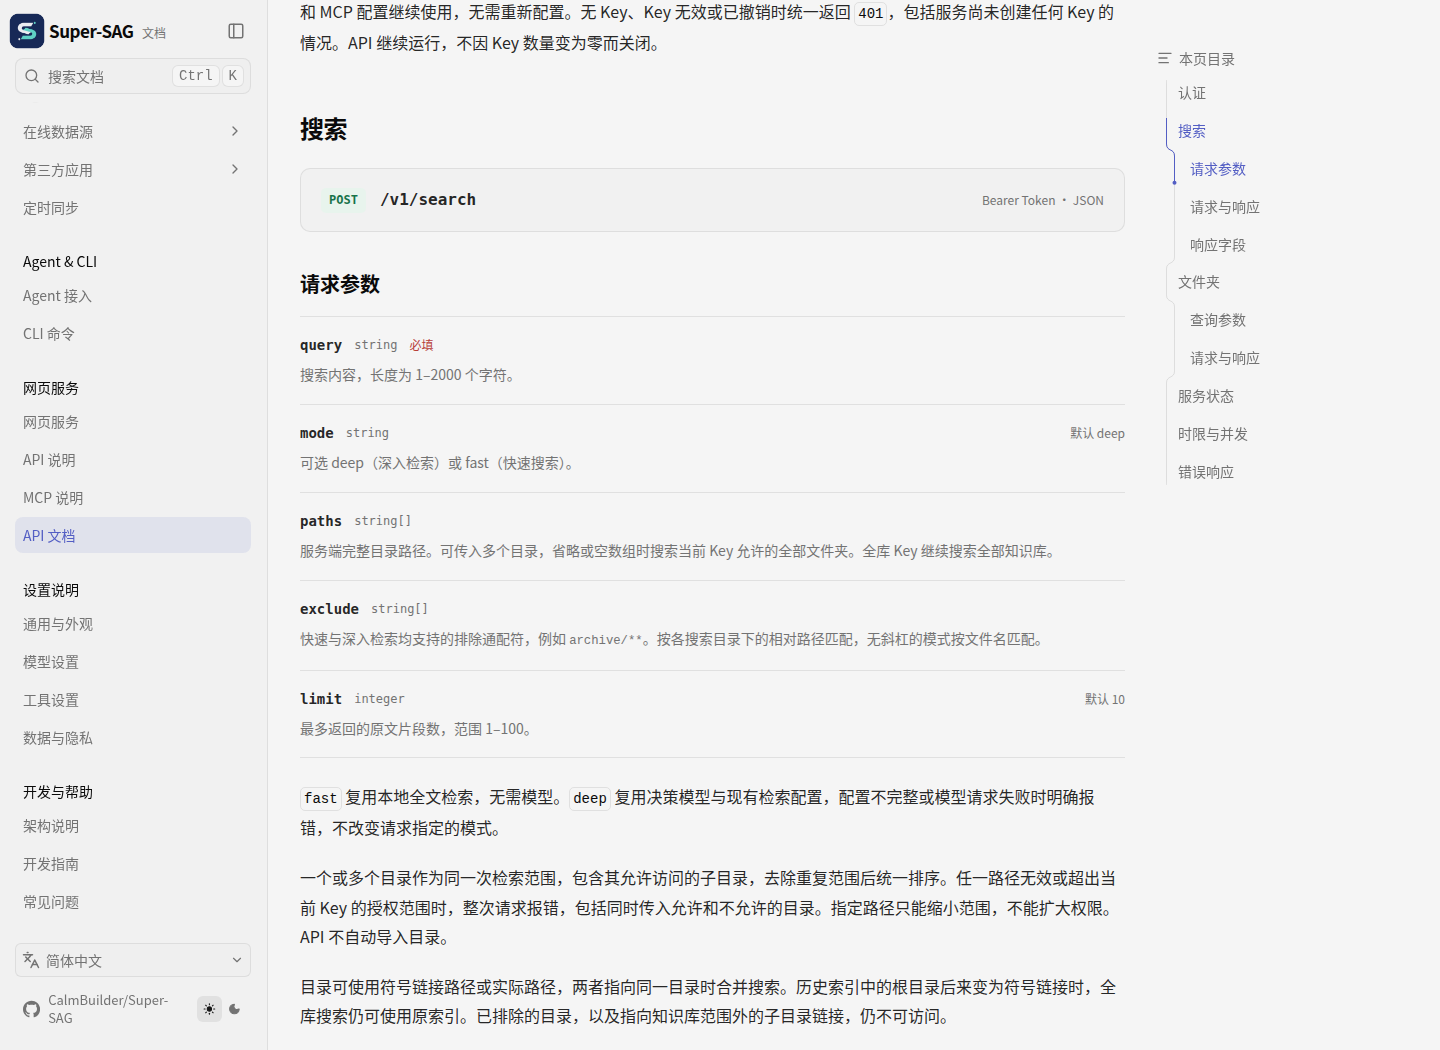 Super-SAG 文档
搜索文档 Ctrl K
在线数据源
第三方应用
定时同步
Agent & CLI
Agent 接入
CLI 命令
网页服务
网页服务
API 说明
MCP 说明
API 文档
设置说明
通用与外观
模型设置
工具设置
数据与隐私
开发与帮助
架构说明
开发指南
常见问题
简体中文
CalmBuilder/Super-
SAG
和 MCP 配置继续使用，无需重新配置。无 Key、Key 无效或已撤销时统一返回 401，包括服务尚未创建任何 Key 的
情况。API 继续运行，不因 Key 数量变为零而关闭。
搜索
POST /v1/search Bearer Token · JSON
请求参数
query string 必填
搜索内容，长度为 1–2000 个字符。
mode string 默认 deep
可选 deep（深入检索）或 fast（快速搜索）。
paths string[]
服务端完整目录路径。可传入多个目录，省略或空数组时搜索当前 Key 允许的全部文件夹。全库 Key 继续搜索全部知识库。
exclude string[]
快速与深入检索均支持的排除通配符，例如 archive/**。按各搜索目录下的相对路径匹配，无斜杠的模式按文件名匹配。
limit integer 默认 10
最多返回的原文片段数，范围 1–100。
fast 复用本地全文检索，无需模型。deep 复用决策模型与现有检索配置，配置不完整或模型请求失败时明确报
错，不改变请求指定的模式。
一个或多个目录作为同一次检索范围，包含其允许访问的子目录，去除重复范围后统一排序。任一路径无效或超出当
前 Key 的授权范围时，整次请求报错，包括同时传入允许和不允许的目录。指定路径只能缩小范围，不能扩大权限。
API 不自动导入目录。
目录可使用符号链接路径或实际路径，两者指向同一目录时合并搜索。历史索引中的根目录后来变为符号链接时，全
库搜索仍可使用原索引。已排除的目录，以及指向知识库范围外的子目录链接，仍不可访问。
本页目录
认证
搜索
请求参数
请求与响应
响应字段
文件夹
查询参数
请求与响应
服务状态
时限与并发
错误响应